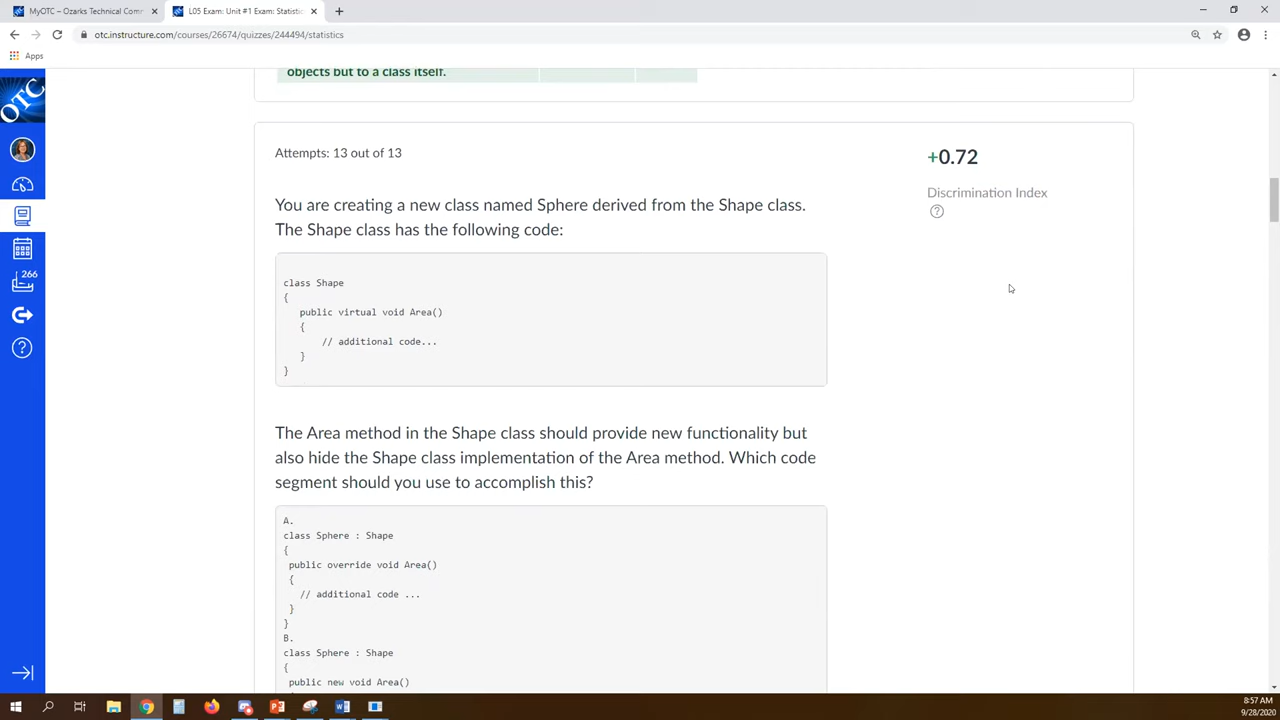 MyOTC – Ozarks Technical Comm
L05 Exam: Unit #1 Exam: Statistic
otc.instructure.com/courses/26674/quizzes/244494/statistics
Apps
OTC
objects but to a class itself.
Attempts: 13 out of 13
+0.72
Discrimination Index
You are creating a new class named Sphere derived from the Shape class.
The Shape class has the following code:
class Shape
{
public virtual void Area()
{
// additional code...
}
}
The Area method in the Shape class should provide new functionality but
also hide the Shape class implementation of the Area method. Which code
segment should you use to accomplish this?
A.
class Sphere : Shape
{
public override void Area()
{
// additional code ...
}
}
B.
class Sphere : Shape
{
public new void Area()
266
8:57 AM
9/28/2020